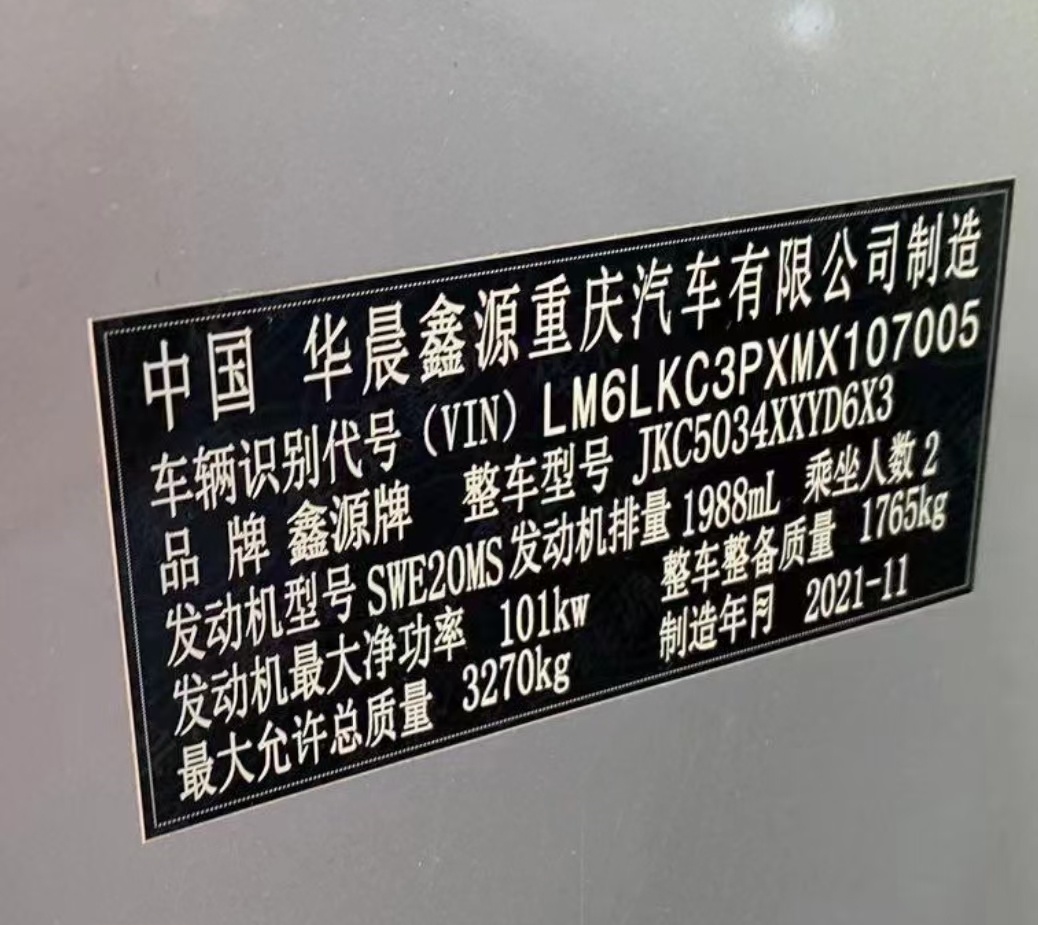 中国 华晨鑫源重庆汽车有限公司制造
车辆识别代号（VIN）LM6LKC3PXMX107005
品 牌 鑫源牌 整车型号 JKC5034XXYD6X3
发动机型号 SWE20MS 发动机排量 1988mL 乘坐人数 2
发动机最大净功率 101kw 整车整备质量 1765kg
最大允许总质量 3270kg 制造年月 2021-11